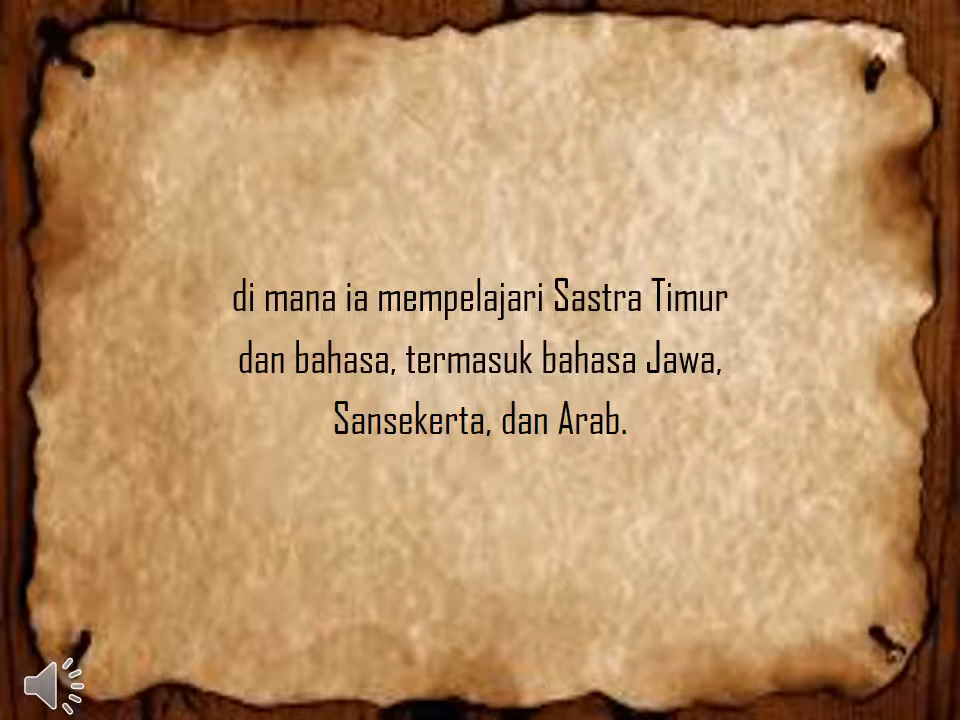 di mana ia mempelajari Sastra Timur
dan bahasa, termasuk bahasa Jawa,
Sansekerta, dan Arab.